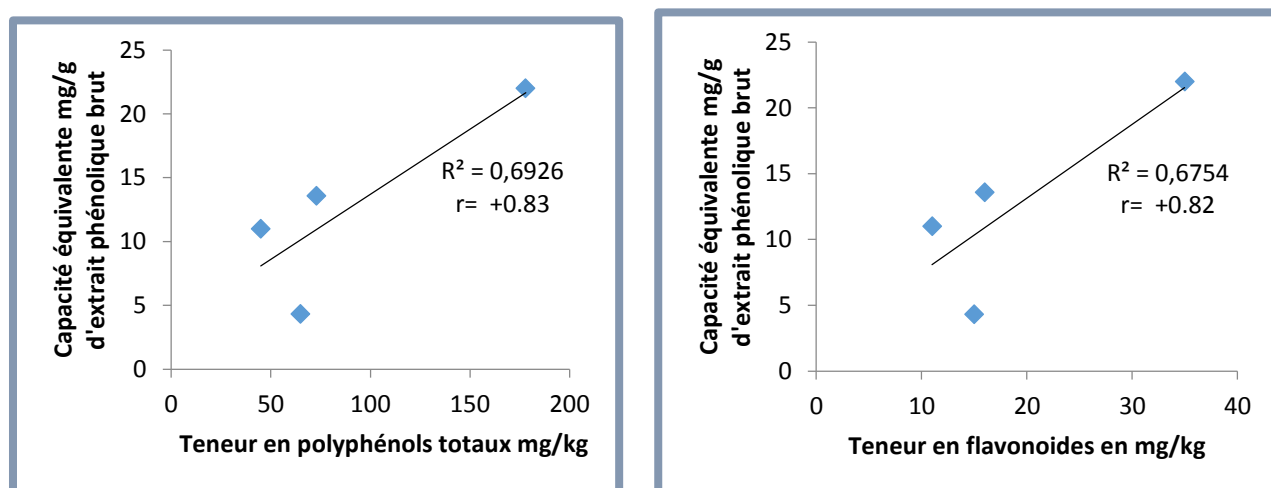 Capacité équivalente mg/g
d'extrait phénolique brut
25
20
15
10
5
0
R² = 0,6926
r= +0.83
0
50
100
150
200
Teneur en polyphénols totaux mg/kg
Capacité équivalente mg/g
d'extrait phénolique brut
25
20
15
10
5
0
R² = 0,6754
r= +0.82
0
10
20
30
40
Teneur en flavonoides en mg/kg